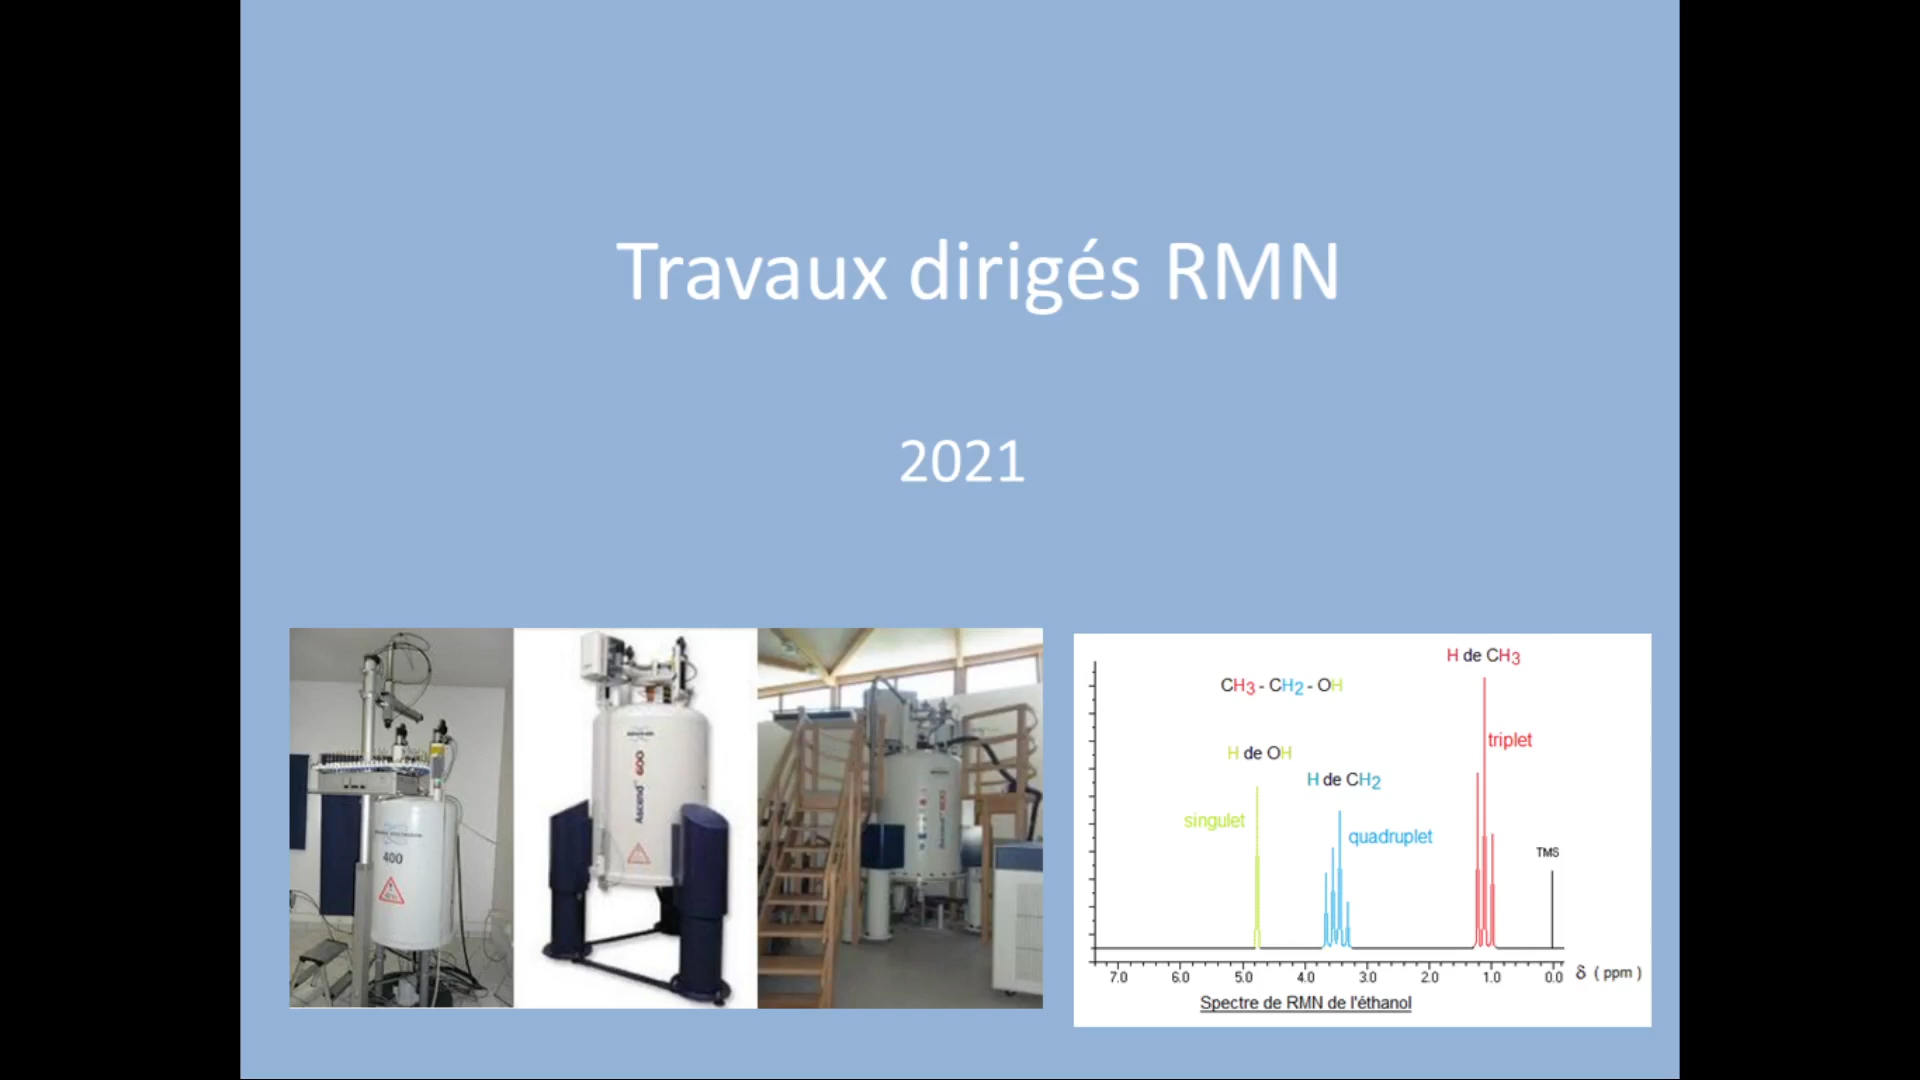 Travaux dirigés RMN
2021
400
Ascend 600
H de CH3
CH3 - CH2 - OH
triplet
H de OH
H de CH2
singulet
quadruplet
TMS
7.0 6.0 5.0 4.0 3.0 2.0 1.0 0.0 δ ( ppm )
Spectre de RMN de l'éthanol